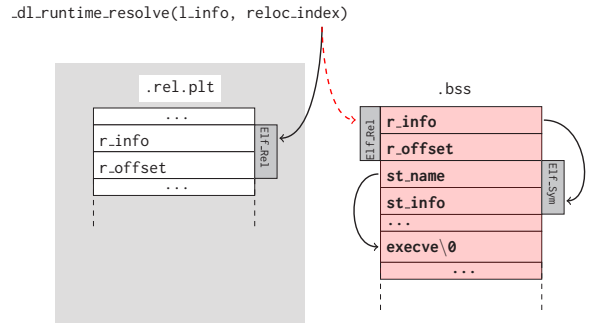 _dl_runtime_resolve(l_info, reloc_index)
.rel.plt
...
r_info
r_offset
...
Elf_Rel
.bss
Elf_Rel
r_info
r_offset
st_name
st_info
...
execve\0
...
Elf_Sym